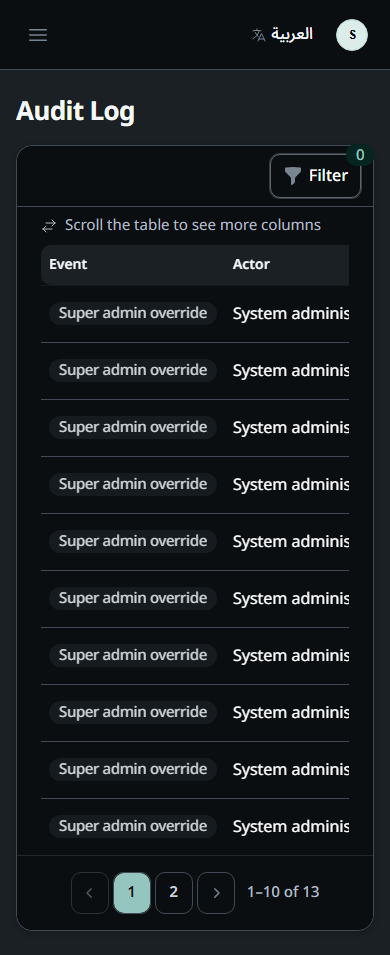 العربية
S
Audit Log
0
Filter
Scroll the table to see more columns
Event Actor
Super admin override System adminis
Super admin override System adminis
Super admin override System adminis
Super admin override System adminis
Super admin override System adminis
Super admin override System adminis
Super admin override System adminis
Super admin override System adminis
Super admin override System adminis
Super admin override System adminis
1 2 1–10 of 13